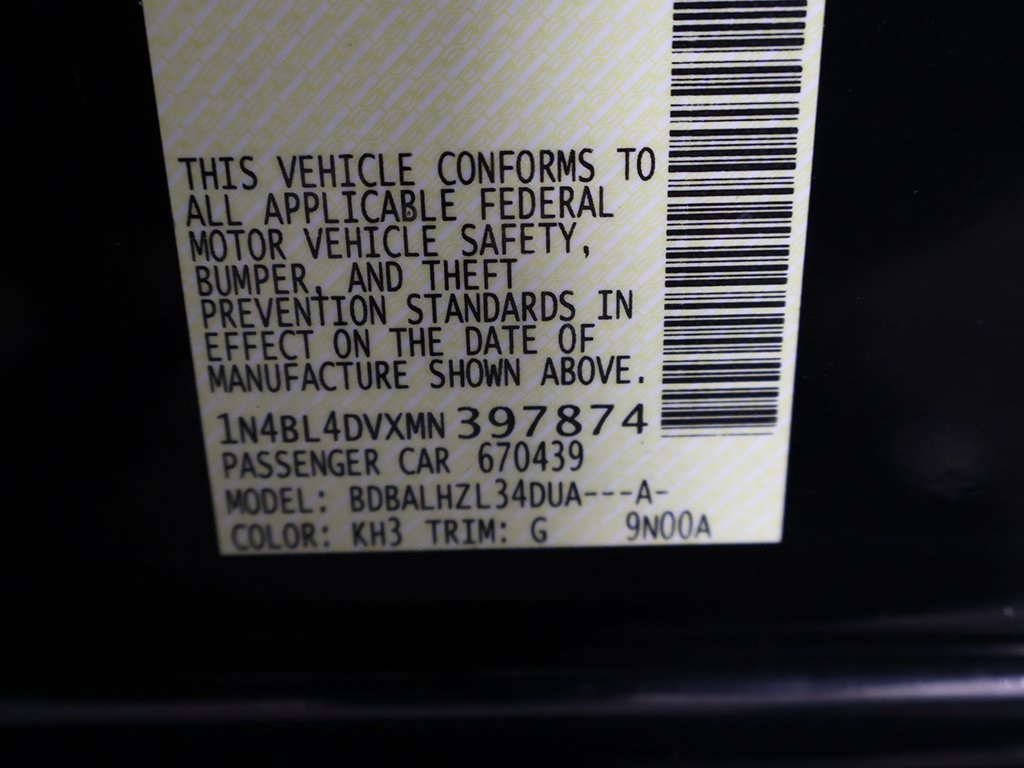 THIS VEHICLE CONFORMS TO
ALL APPLICABLE FEDERAL
MOTOR VEHICLE SAFETY,
BUMPER, AND THEFT
PREVENTION STANDARDS IN
EFFECT ON THE DATE OF
MANUFACTURE SHOWN ABOVE.
1N4BL4DVXMN 397874
PASSENGER CAR 670439
MODEL: BDBALHZL34DUA---A-
COLOR: KH3 TRIM: G 9N00A